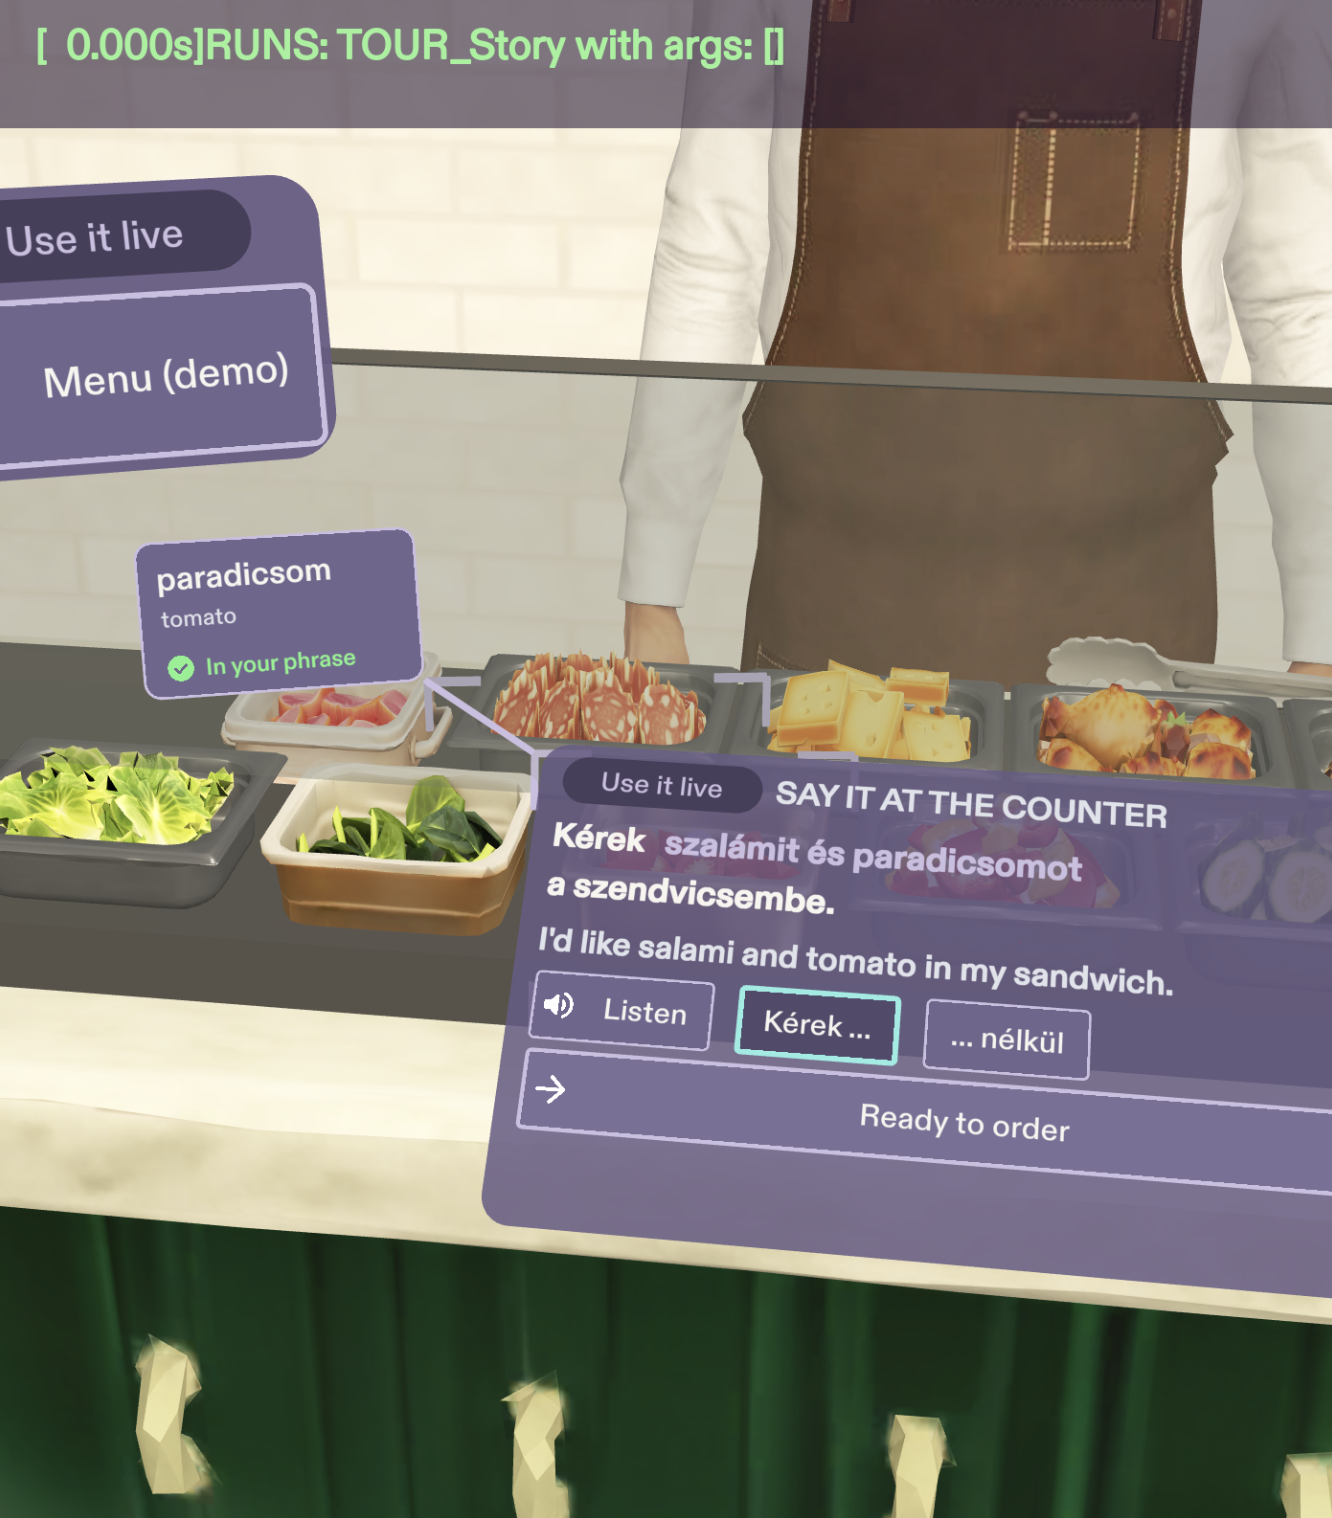 [ 0.000s]RUNS: TOUR_Story with args: []
Use it live
Menu (demo)
paradicsom
tomato
In your phrase
Use it live
SAY IT AT THE COUNTER
Kérek szalámit és paradicsomot
a szendvicsembe.
I'd like salami and tomato in my sandwich.
Listen
Kérek ...
... nélkül
Ready to order